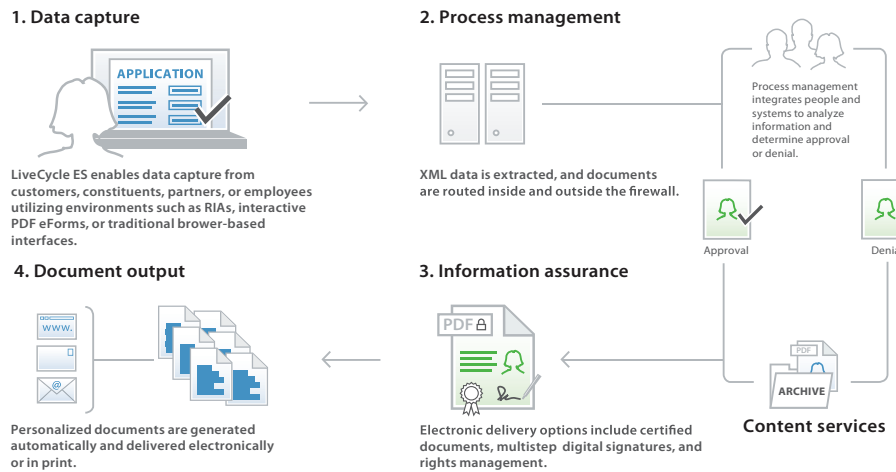 1. Data capture
APPLICATION
LiveCycle ES enables data capture from
customers, constituents, partners, or employees
utilizing environments such as RIAs, interactive
PDF eForms, or traditional brower-based
interfaces.
2. Process management
XML data is extracted, and documents
are routed inside and outside the firewall.
Process management
integrates people and
systems to analyze
information and
determine approval
or denial.
Approval
Denia
4. Document output
www.
@
Personalized documents are generated
automatically and delivered electronically
or in print.
3. Information assurance
PDF
Electronic delivery options include certified
documents, multistep digital signatures, and
rights management.
PDF
ARCHIVE
Content services